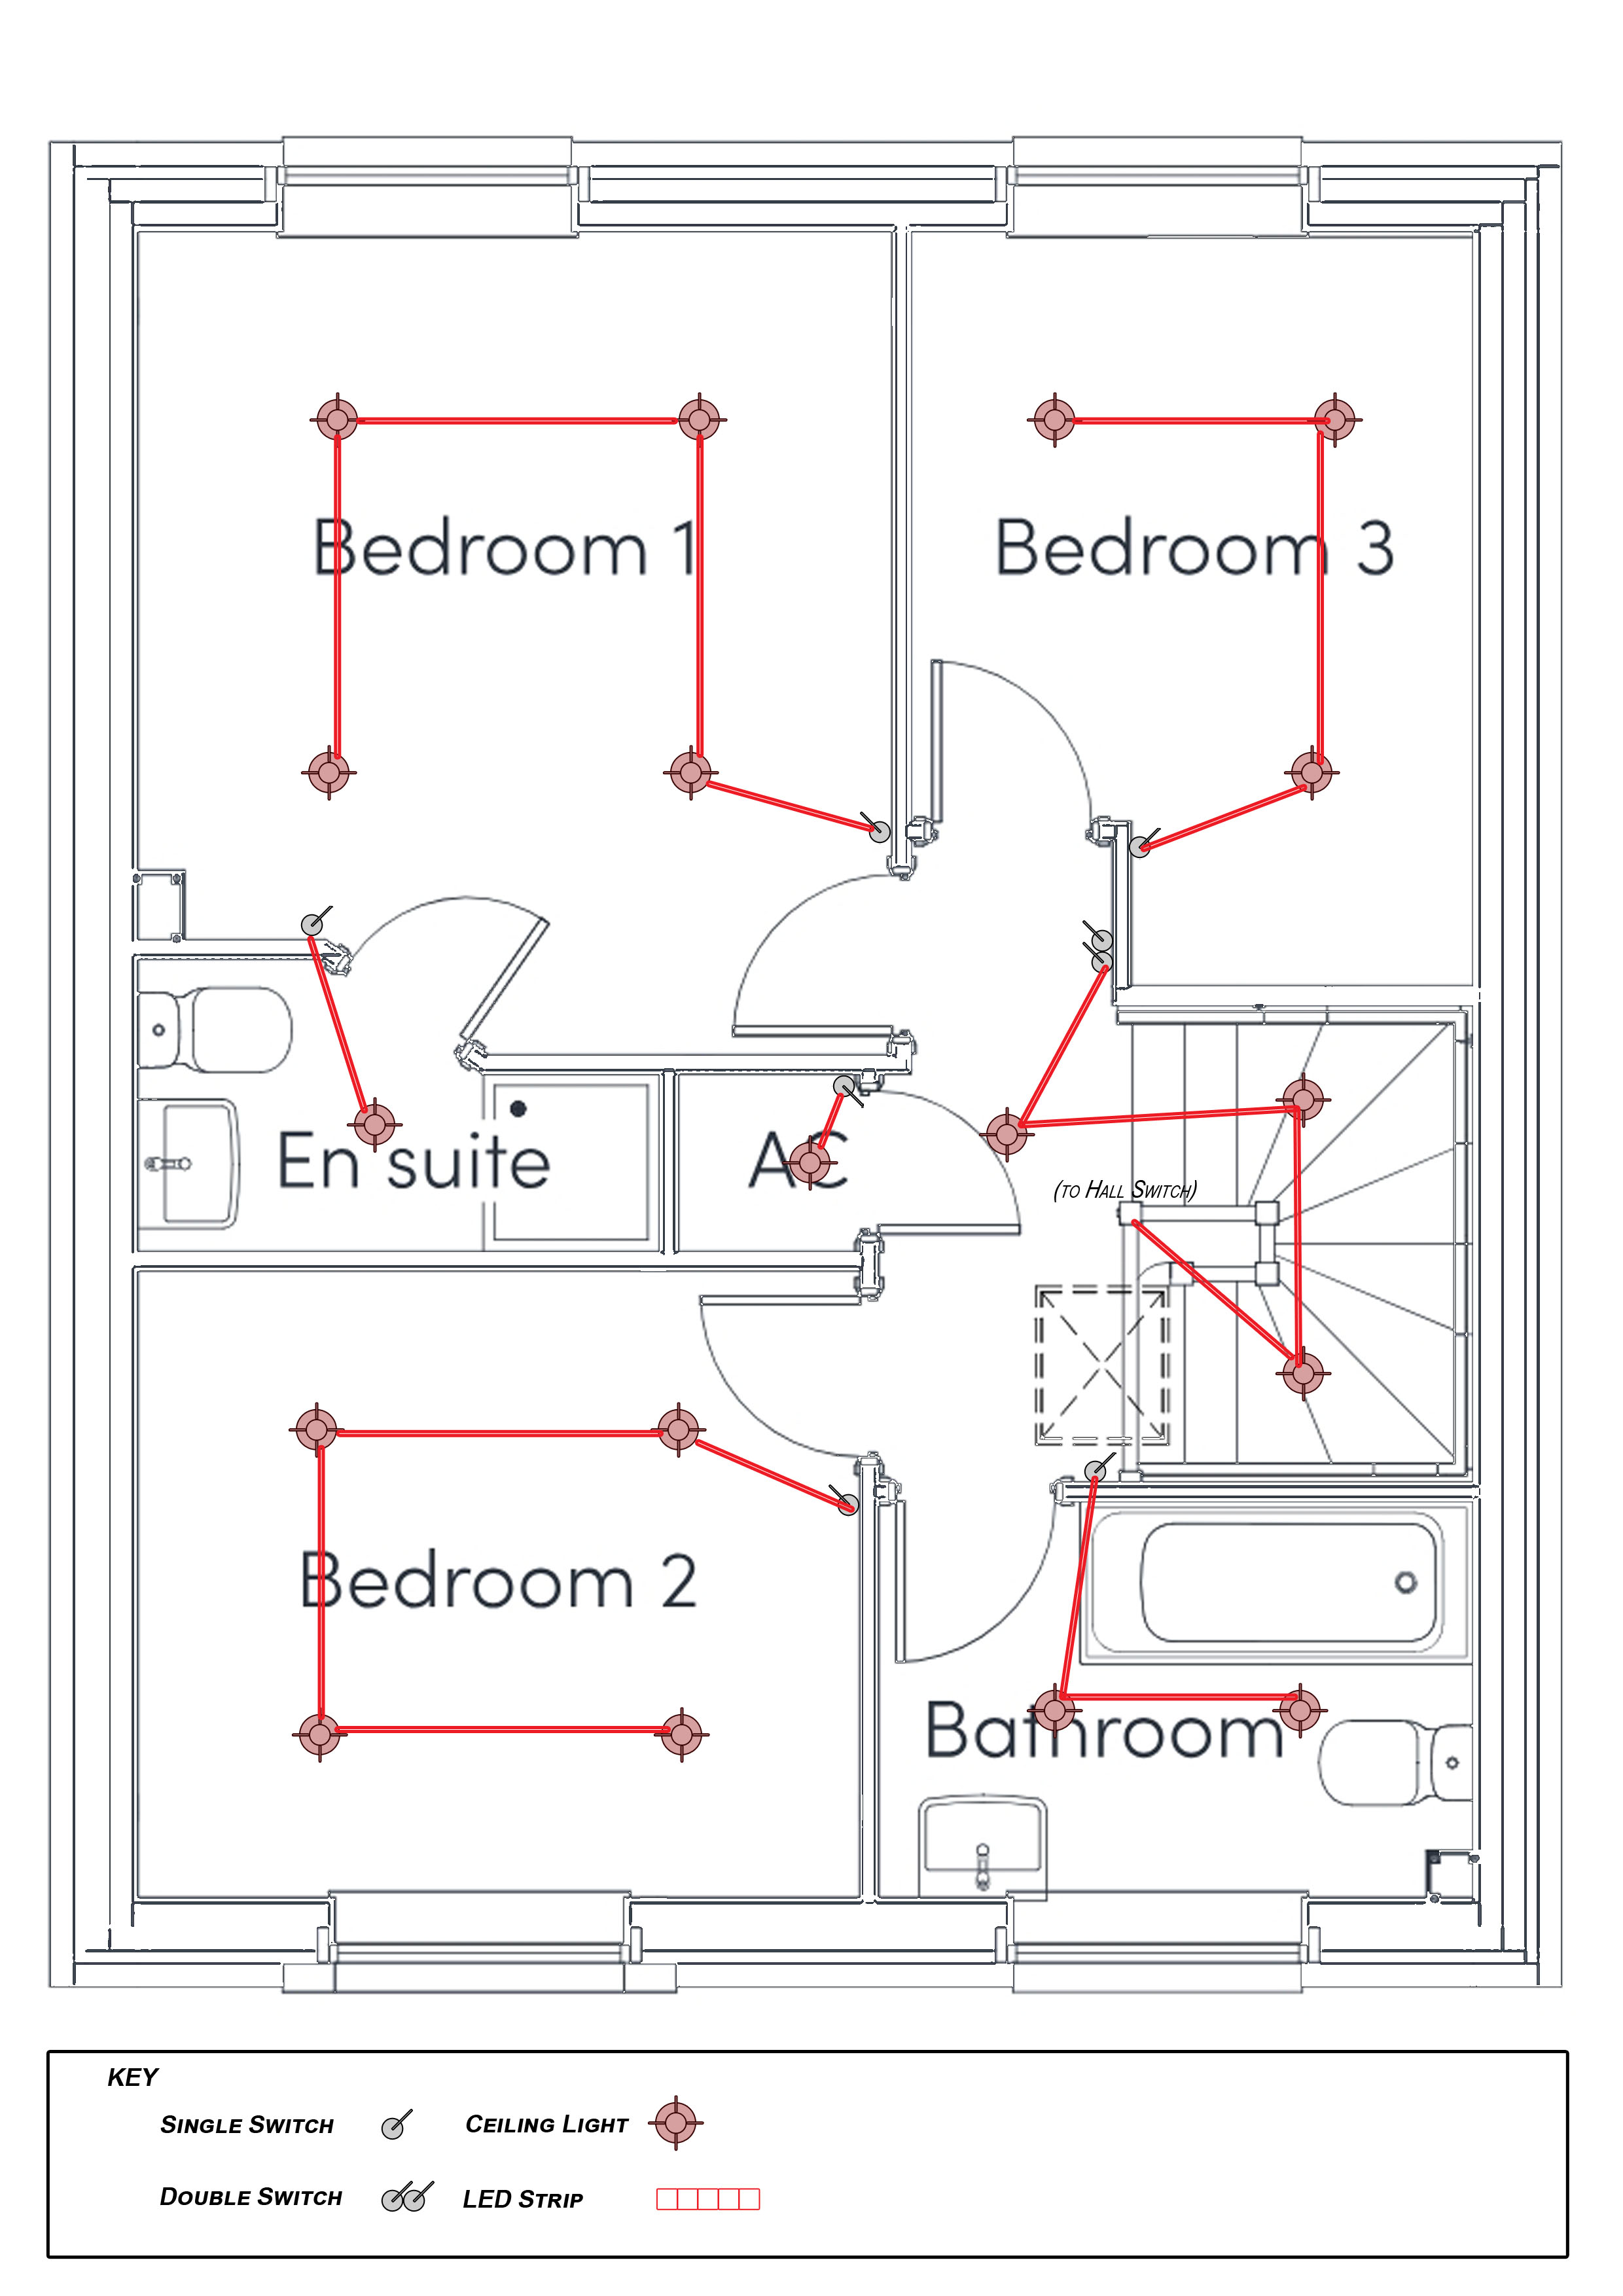 Bedroom 1
Bedroom 3
En suite
AC
(to Hall Switch)
Bedroom 2
Bathroom
KEY
Single Switch
Ceiling Light
Double Switch
LED Strip